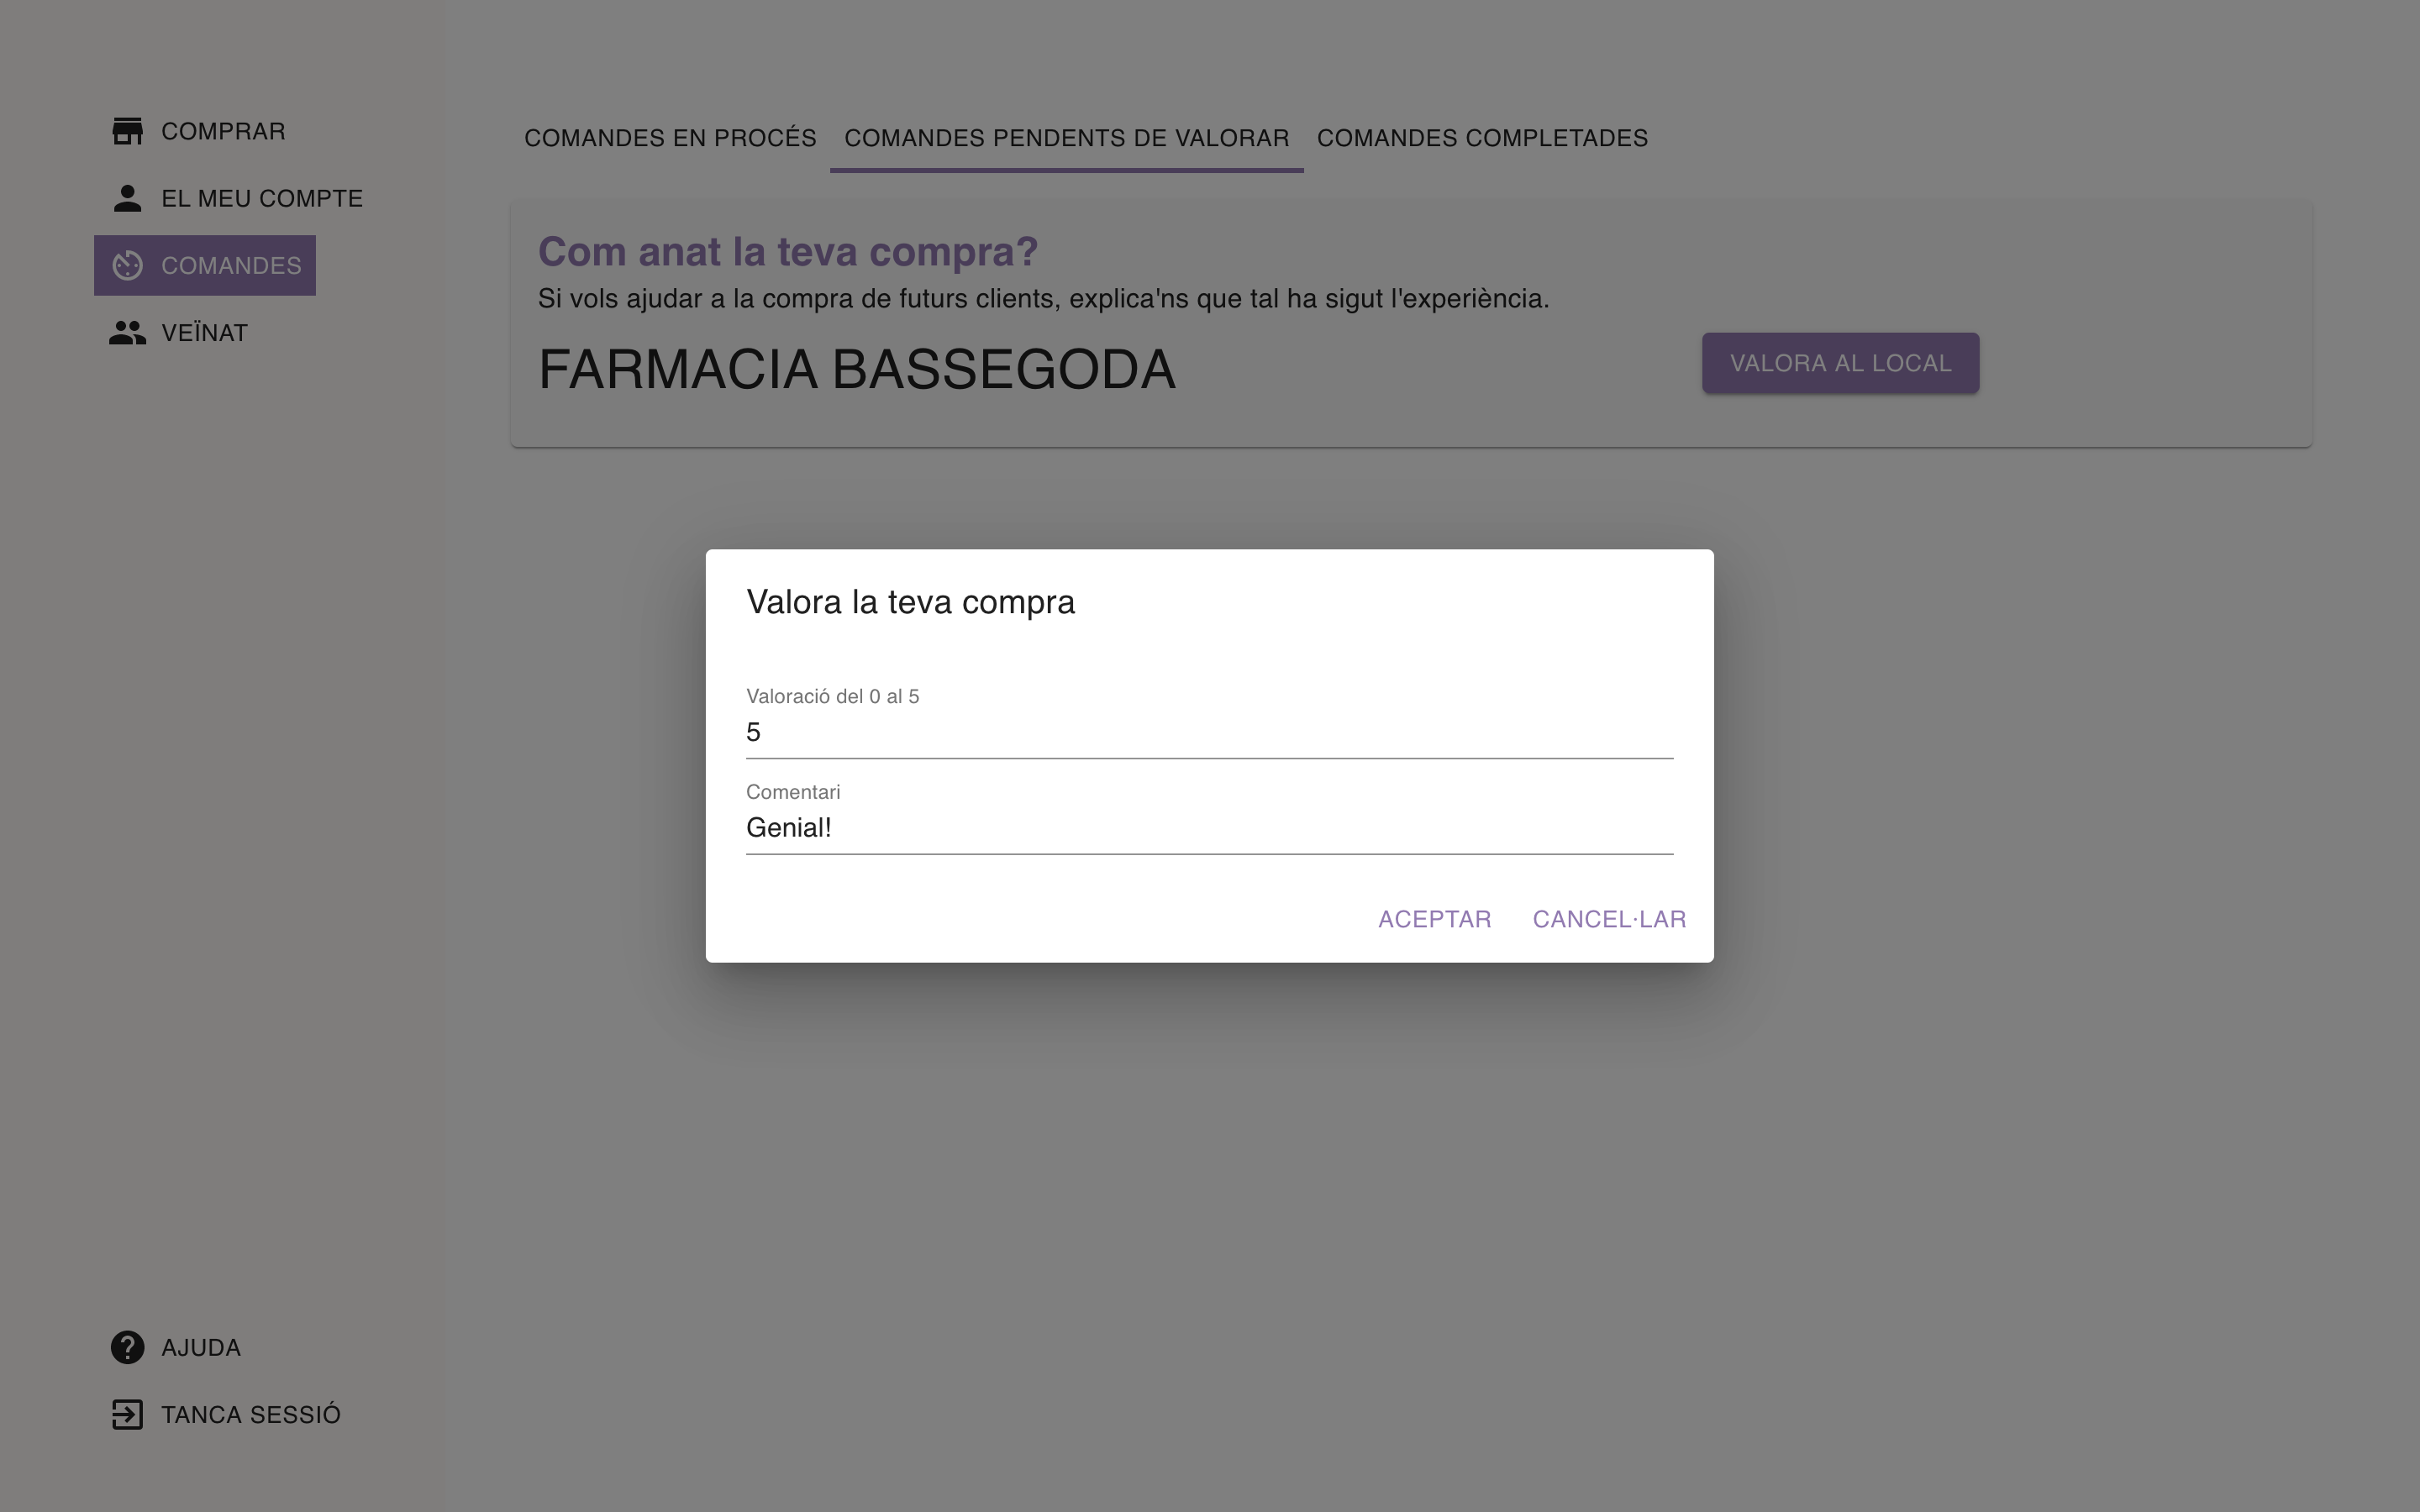 COMPRAR
EL MEU COMPTE
COMANDES
VEÏNAT
AJUDA
TANCA SESSIÓ
COMANDES EN PROCÉS COMANDES PENDENTS DE VALORAR COMANDES COMPLETADES
Com anat la teva compra?
Si vols ajudar a la compra de futurs clients, explica'ns que tal ha sigut l'experiència.
FARMACIA BASSEGODA
VALORA AL LOCAL
Valora la teva compra
Valoració del 0 al 5
5
Comentari
Genial!
ACEPTAR CANCEL·LAR